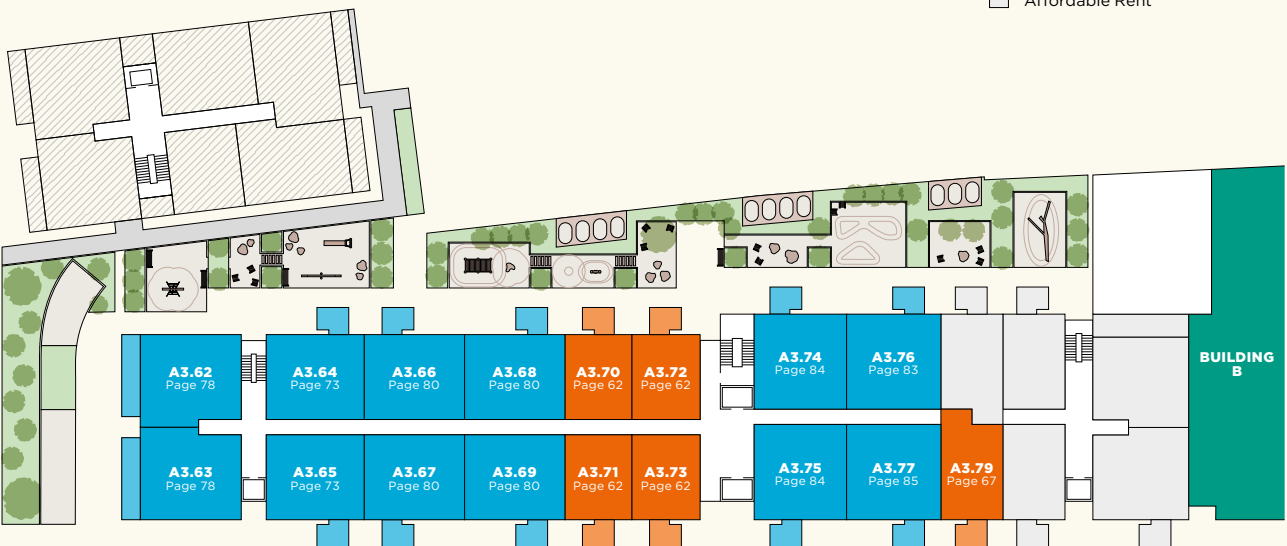 Affordable Rent
A3.62
Page 78
A3.64
Page 73
A3.66
Page 80
A3.68
Page 80
A3.70
Page 62
A3.72
Page 62
A3.74
Page 84
A3.76
Page 83
BUILDING
B
A3.63
Page 78
A3.65
Page 73
A3.67
Page 80
A3.69
Page 80
A3.71
Page 62
A3.73
Page 62
A3.75
Page 84
A3.77
Page 85
A3.79
Page 67